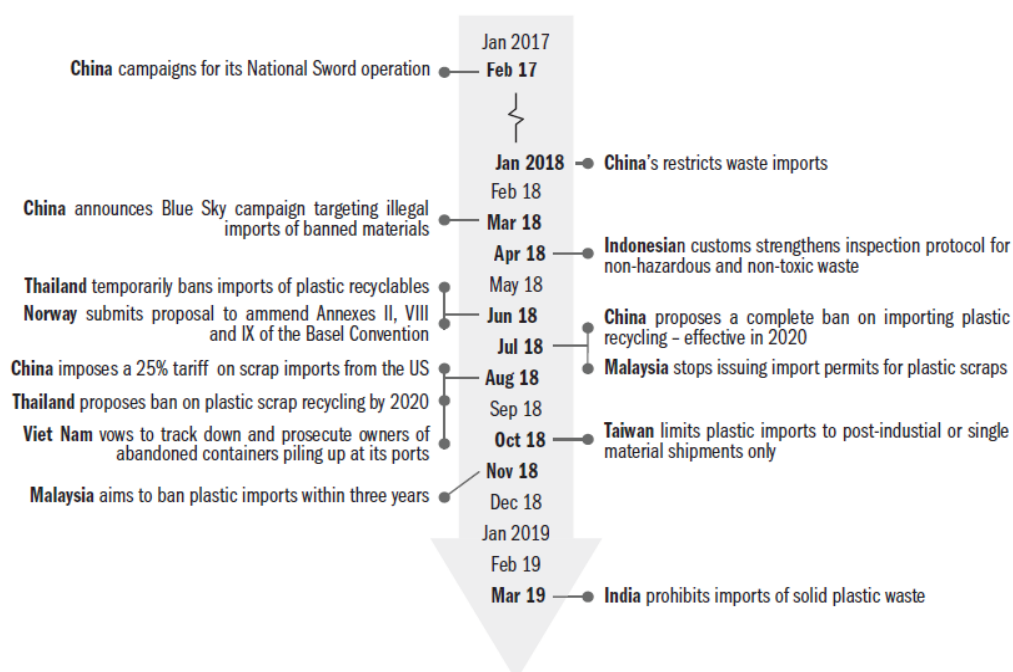 Jan 2017
China campaigns for its National Sword operation
Feb 17
Jan 2018
China's restricts waste imports
Feb 18
China announces Blue Sky campaign targeting illegal
imports of banned materials
Mar 18
Apr 18
Indonesian customs strengthens inspection protocol for
non-hazardous and non-toxic waste
May 18
Thailand temporarily bans imports of plastic recyclables
Norway submits proposal to ammend Annexes II, VIII
and IX of the Basel Convention
Jun 18
Jul 18
China proposes a complete ban on importing plastic
recycling – effective in 2020
Malaysia stops issuing import permits for plastic scraps
China imposes a 25% tariff on scrap imports from the US
Thailand proposes ban on plastic scrap recycling by 2020
Viet Nam vows to track down and prosecute owners of
abandoned containers piling up at its ports
Aug 18
Sep 18
Oct 18
Taiwan limits plastic imports to post-industial or single
material shipments only
Nov 18
Malaysia aims to ban plastic imports within three years
Dec 18
Jan 2019
Feb 19
Mar 19
India prohibits imports of solid plastic waste